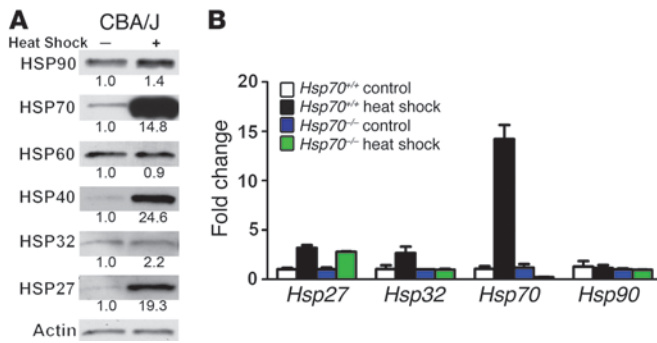 A
CBA/J
Heat Shock − +
HSP90
1.0 1.4
HSP70
1.0 14.8
HSP60
1.0 0.9
HSP40
1.0 24.6
HSP32
1.0 2.2
HSP27
1.0 19.3
Actin
B
Hsp70+/+ control
Hsp70+/+ heat shock
Hsp70−/− control
Hsp70−/− heat shock
Fold change
20
15
10
5
0
Hsp27 Hsp32 Hsp70 Hsp90